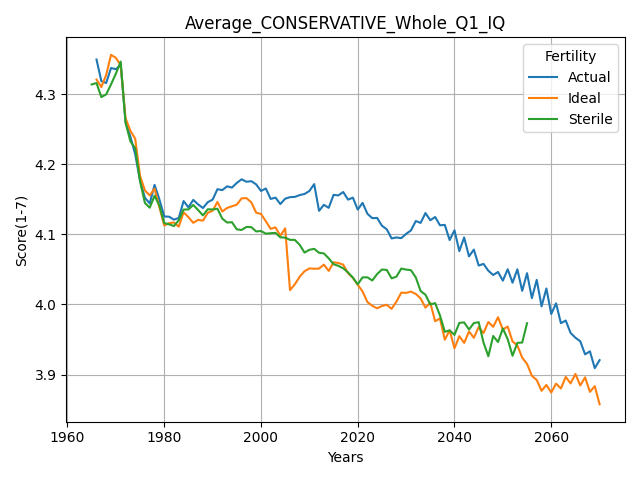 Average_CONSERVATIVE_Whole_Q1_IQ
Fertility
Actual
Ideal
Sterile
Score(1-7)
4.3
4.2
4.1
4.0
3.9
1960 1980 2000 2020 2040 2060
Years